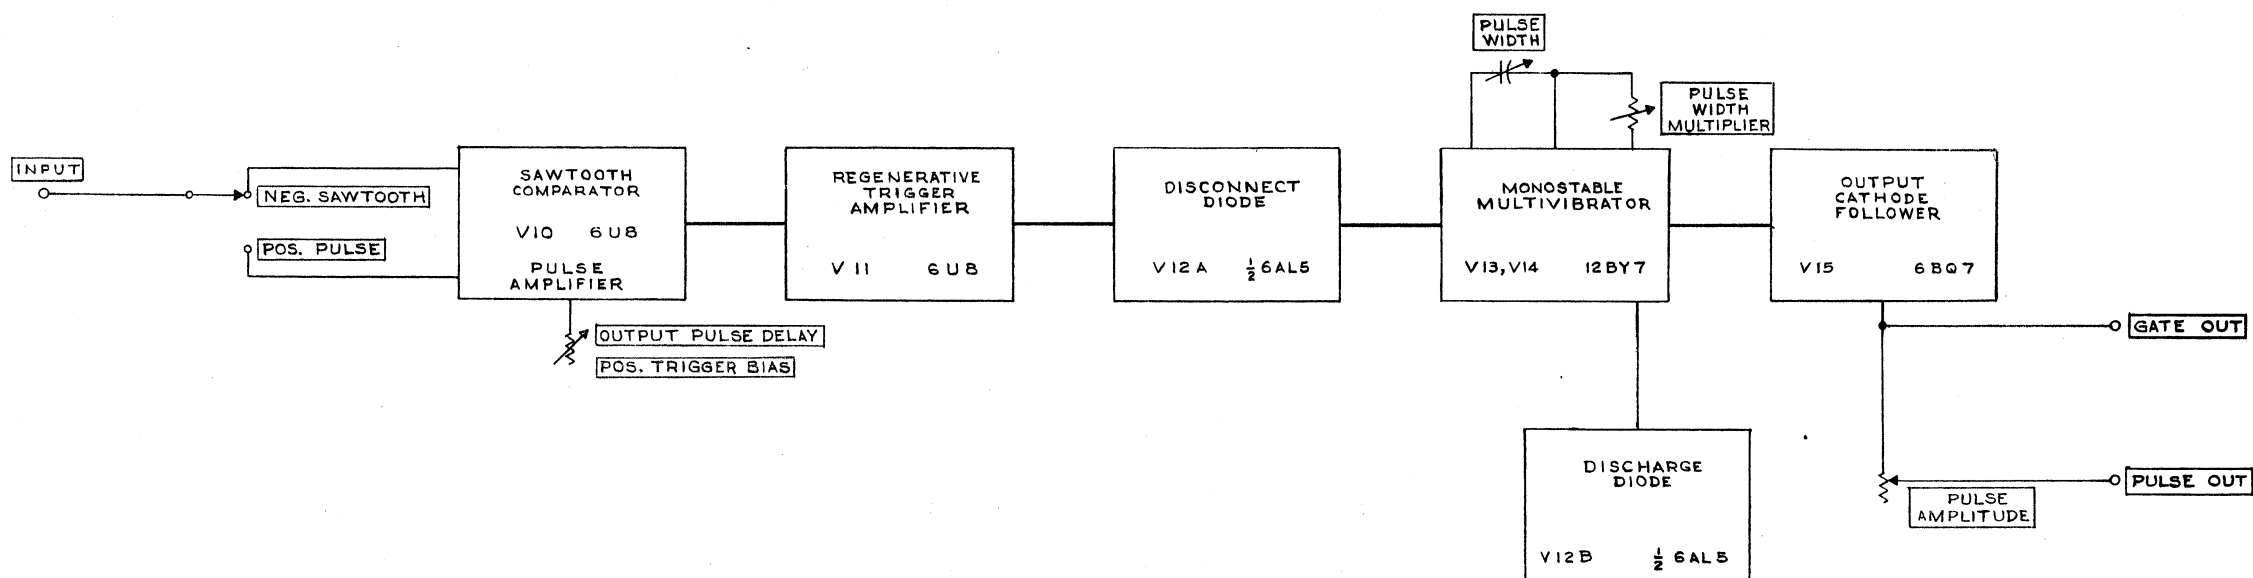 PULSE
WIDTH
PULSE
WIDTH
MULTIPLIER
INPUT
NEG. SAWTOOTH
POS. PULSE
SAWTOOTH
COMPARATOR
V10 6U8
PULSE
AMPLIFIER
OUTPUT PULSE DELAY
POS. TRIGGER BIAS
REGENERATIVE
TRIGGER
AMPLIFIER
V11 6U8
DISCONNECT
DIODE
V12A ½6AL5
MONOSTABLE
MULTIVIBRATOR
V13, V14 12BY7
OUTPUT
CATHODE
FOLLOWER
V15 6BQ7
GATE OUT
DISCHARGE
DIODE
V12B ½ 6AL5
PULSE OUT
PULSE
AMPLITUDE